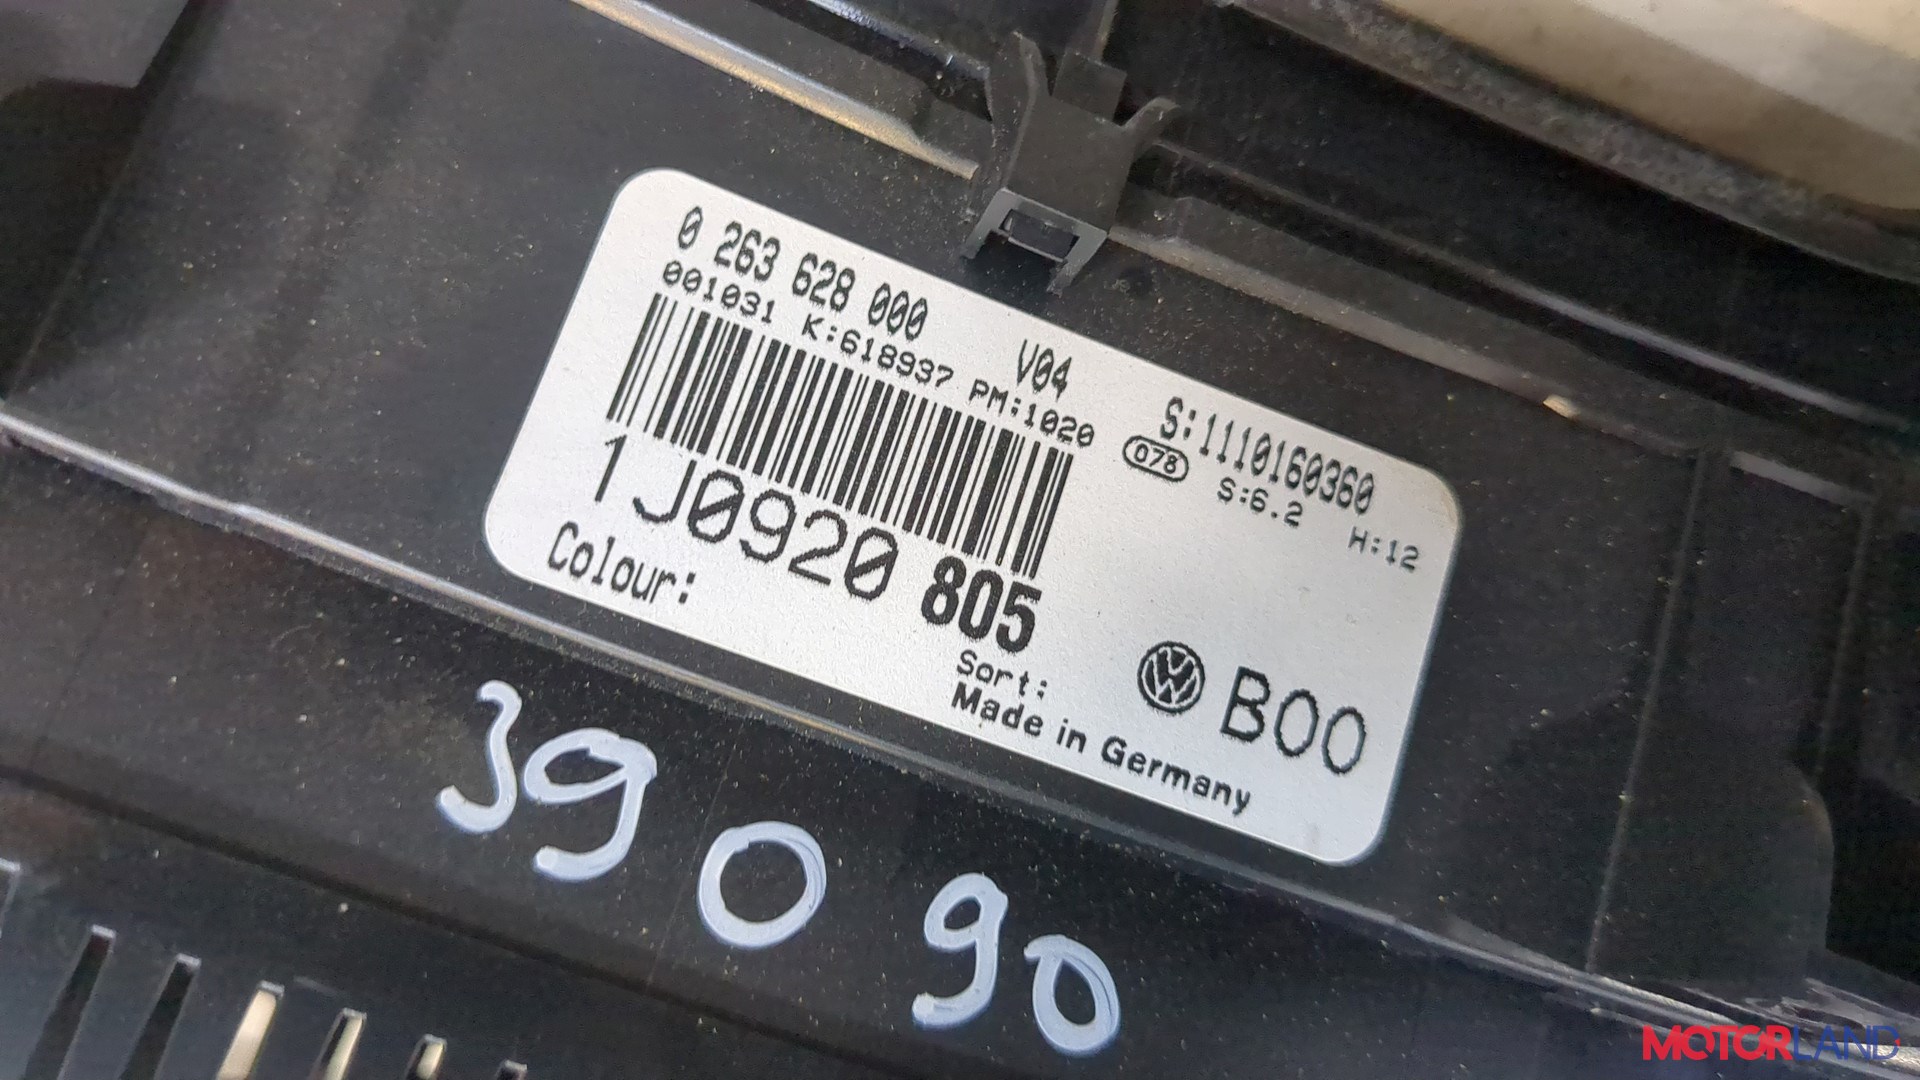 0 263 628 000 V04 S:1110160360
001031 K:618937 PM:1020 078 S:6.2 H:12
1J0920 805
Colour: Sort: B00
Made in Germany
39090
MOTORLAND